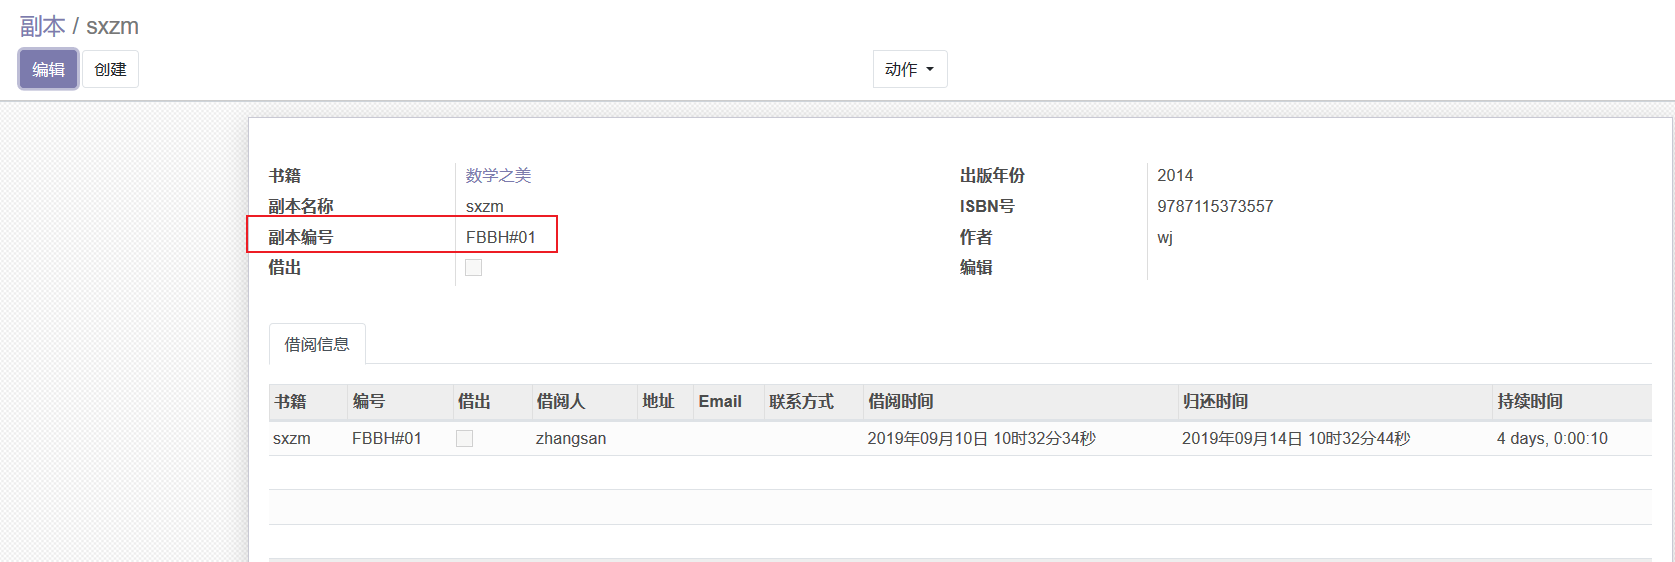 副本 / sxzm
编辑 创建 动作
书籍 数学之美 出版年份 2014
副本名称 sxzm ISBN号 9787115373557
副本编号 FBBH#01 作者 wj
借出 编辑
借阅信息
书籍 编号 借出 借阅人 地址 Email 联系方式 借阅时间 归还时间 持续时间
sxzm FBBH#01 zhangsan 2019年09月10日 10时32分34秒 2019年09月14日 10时32分44秒 4 days, 0:00:10